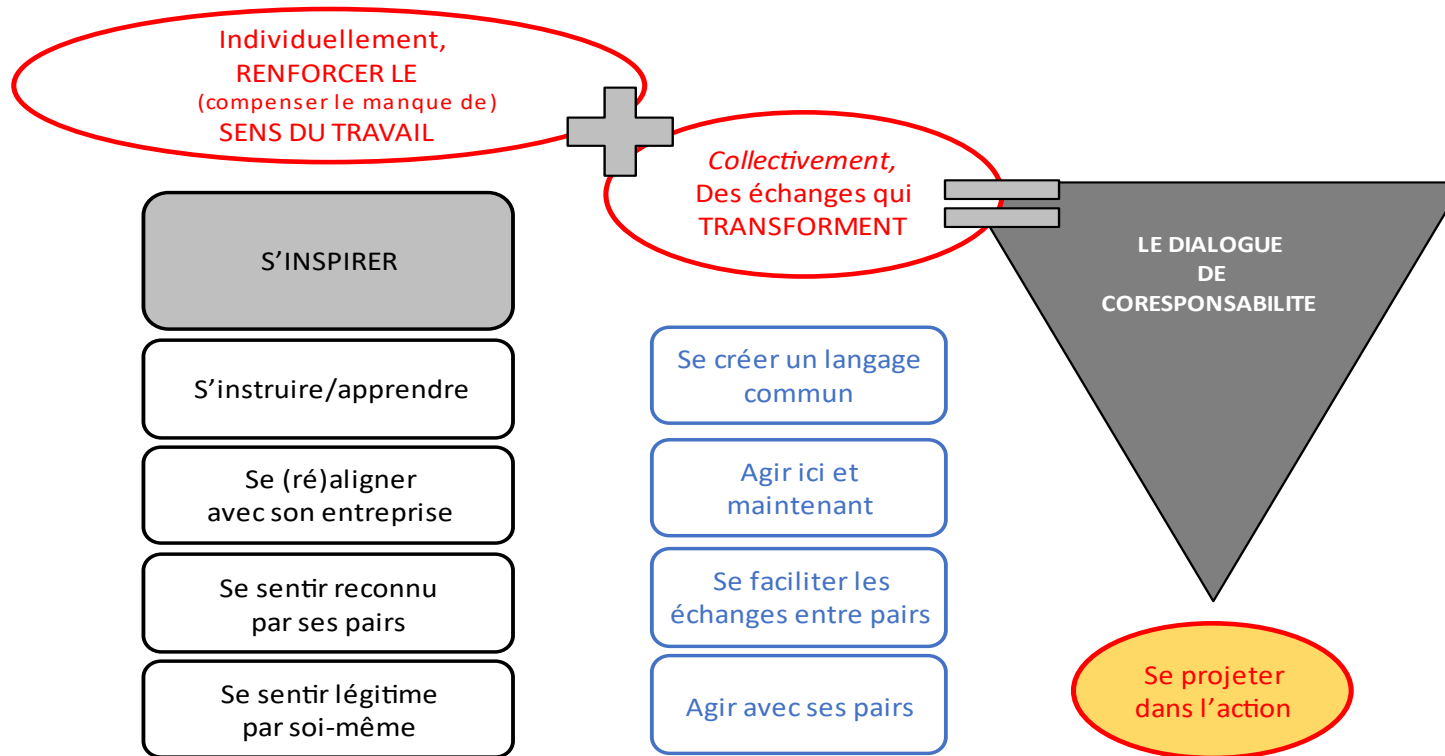 Individuellement,
RENFORCER LE
(compenser le manque de)
SENS DU TRAVAIL
Collectivement,
Des échanges qui
TRANSFORMENT
LE DIALOGUE
DE
CORESPONSABILITE
S’INSPIRER
S’instruire/apprendre
Se (ré)aligner
avec son entreprise
Se sentir reconnu
par ses pairs
Se sentir légitime
par soi-même
Se créer un langage
commun
Agir ici et
maintenant
Se faciliter les
échanges entre pairs
Agir avec ses pairs
Se projeter
dans l’action